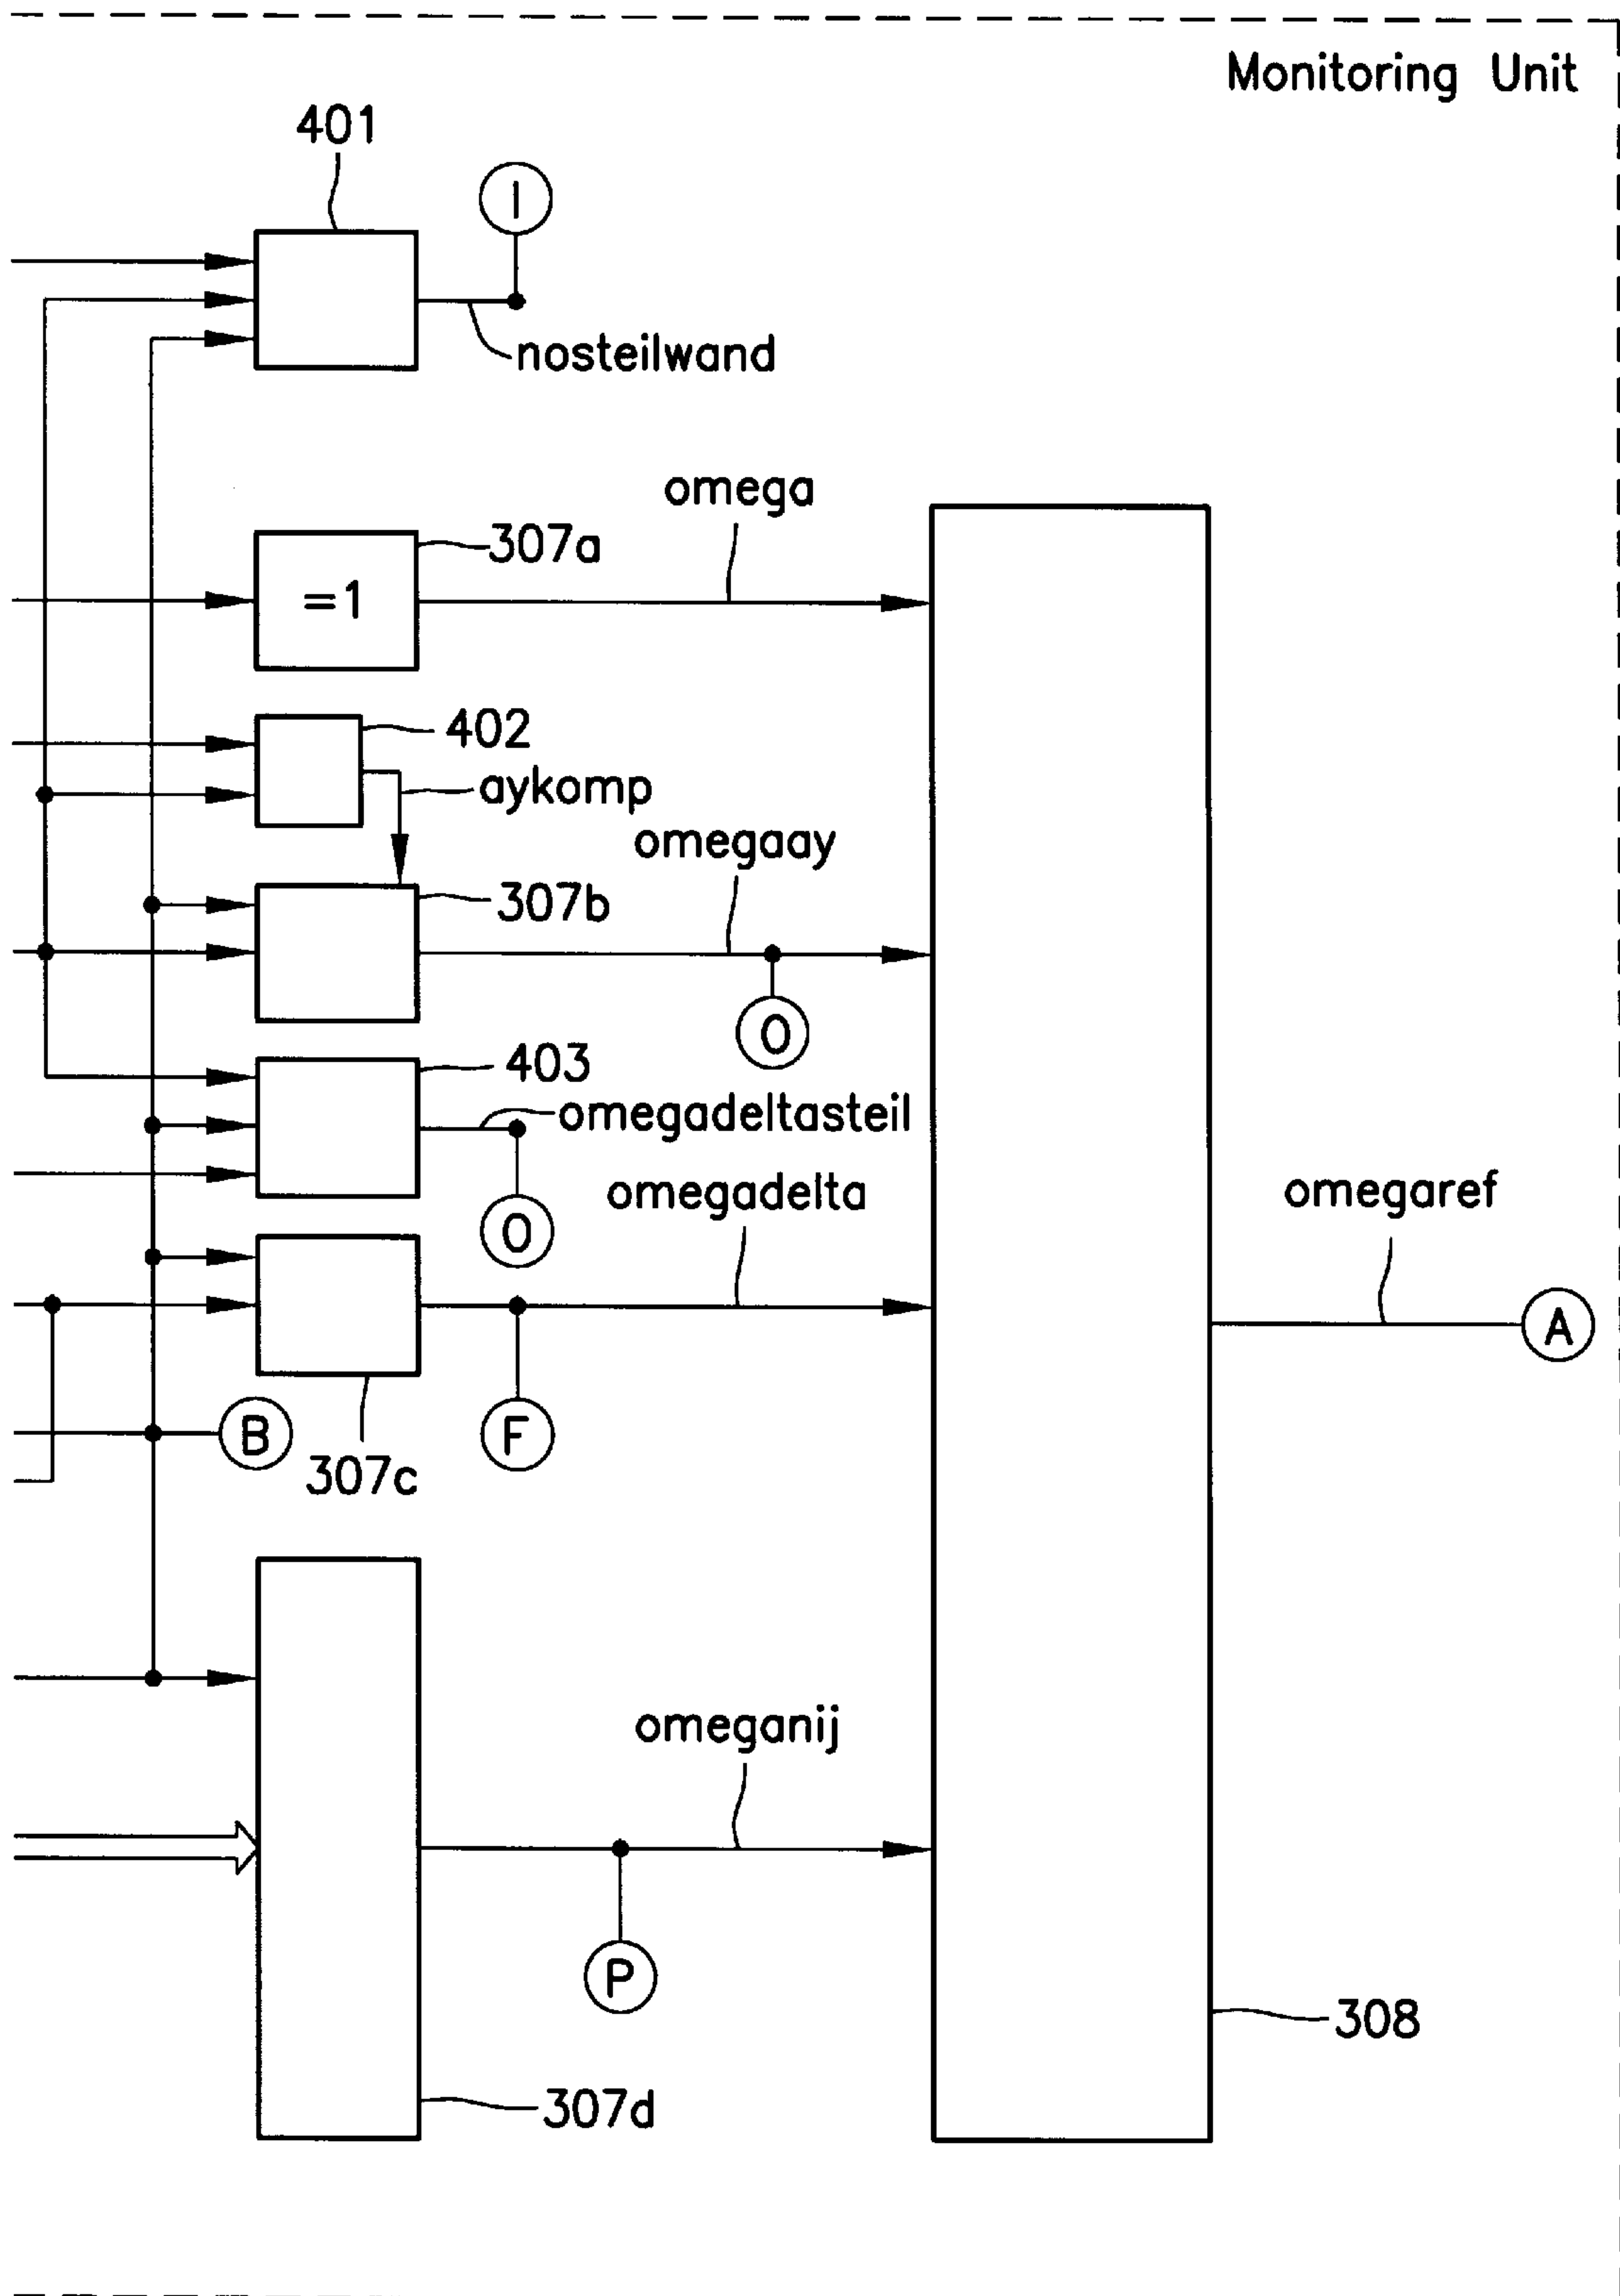 Monitoring Unit
401
I
nosteilwand
omega
307a
=1
402
aykomp
omegaay
307b
O
403
omegadeltasteil
omegadelta
O
omegaref
A
B
F
307c
omeganij
P
308
307d